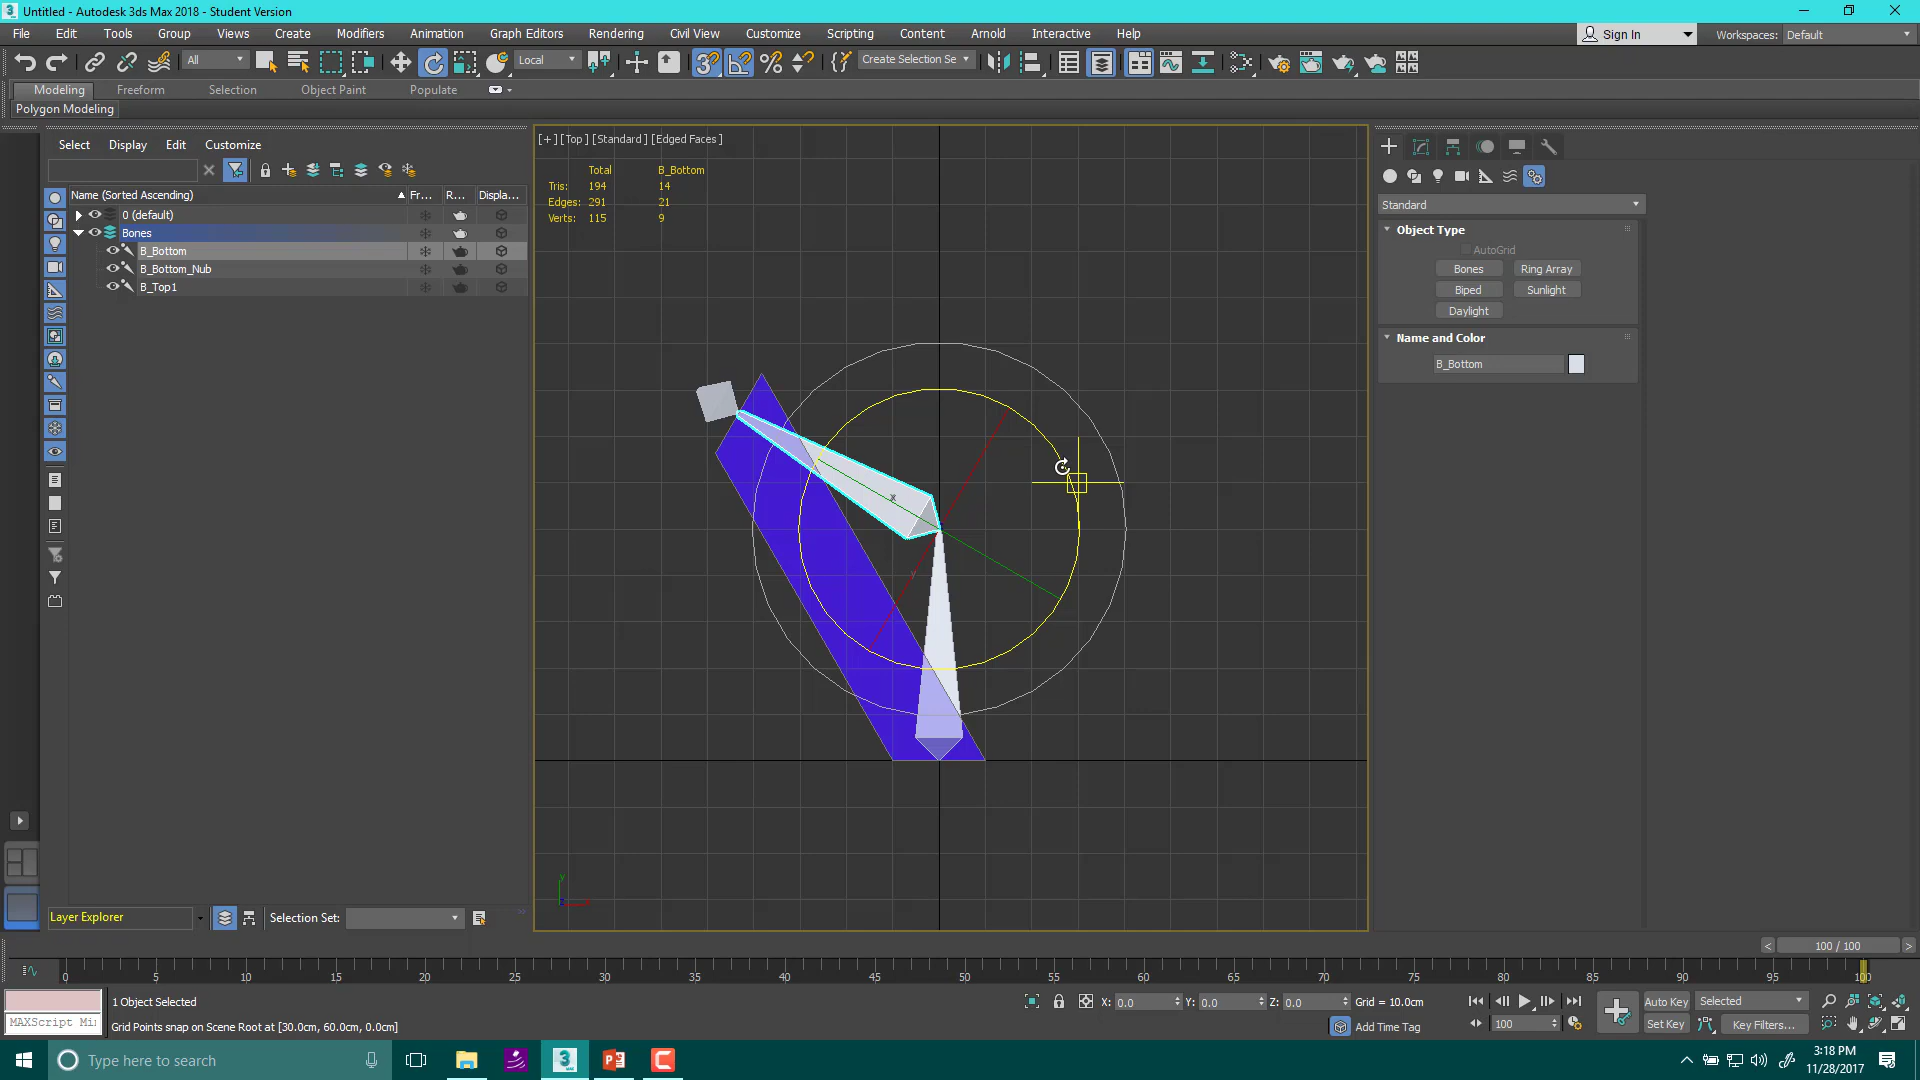 Untitled - Autodesk 3ds Max 2018 - Student Version
File Edit Tools Group Views Create Modifiers Animation Graph Editors Rendering Civil View Customize Scripting Content Arnold Interactive Help Sign In Workspaces: Default
All Local Create Selection Se
Modeling Freeform Selection Object Paint Populate
Polygon Modeling
Select Display Edit Customize
Name (Sorted Ascending) Fr... R... Displa...
0 (default)
Bones
B_Bottom
B_Bottom_Nub
B_Top1
[+] [Top ] [Standard ] [Edged Faces ]
Total B_Bottom
Tris: 194 14
Edges: 291 21
Verts: 115 9
x
y
y
Standard
Object Type
AutoGrid
Bones Ring Array
Biped Sunlight
Daylight
Name and Color
B_Bottom
Layer Explorer Selection Set:
< 100 / 100 >
0 5 10 15 20 25 30 35 40 45 50 55 60 65 70 75 80 85 90 95 100
1 Object Selected X: 0.0 Y: 0.0 Z: 0.0 Grid = 10.0cm Auto Key Selected
MAXScript Mi Grid Points snap on Scene Root at [30.0cm, 60.0cm, 0.0cm] Add Time Tag 100 Set Key Key Filters...
Type here to search
3:18 PM
11/28/2017